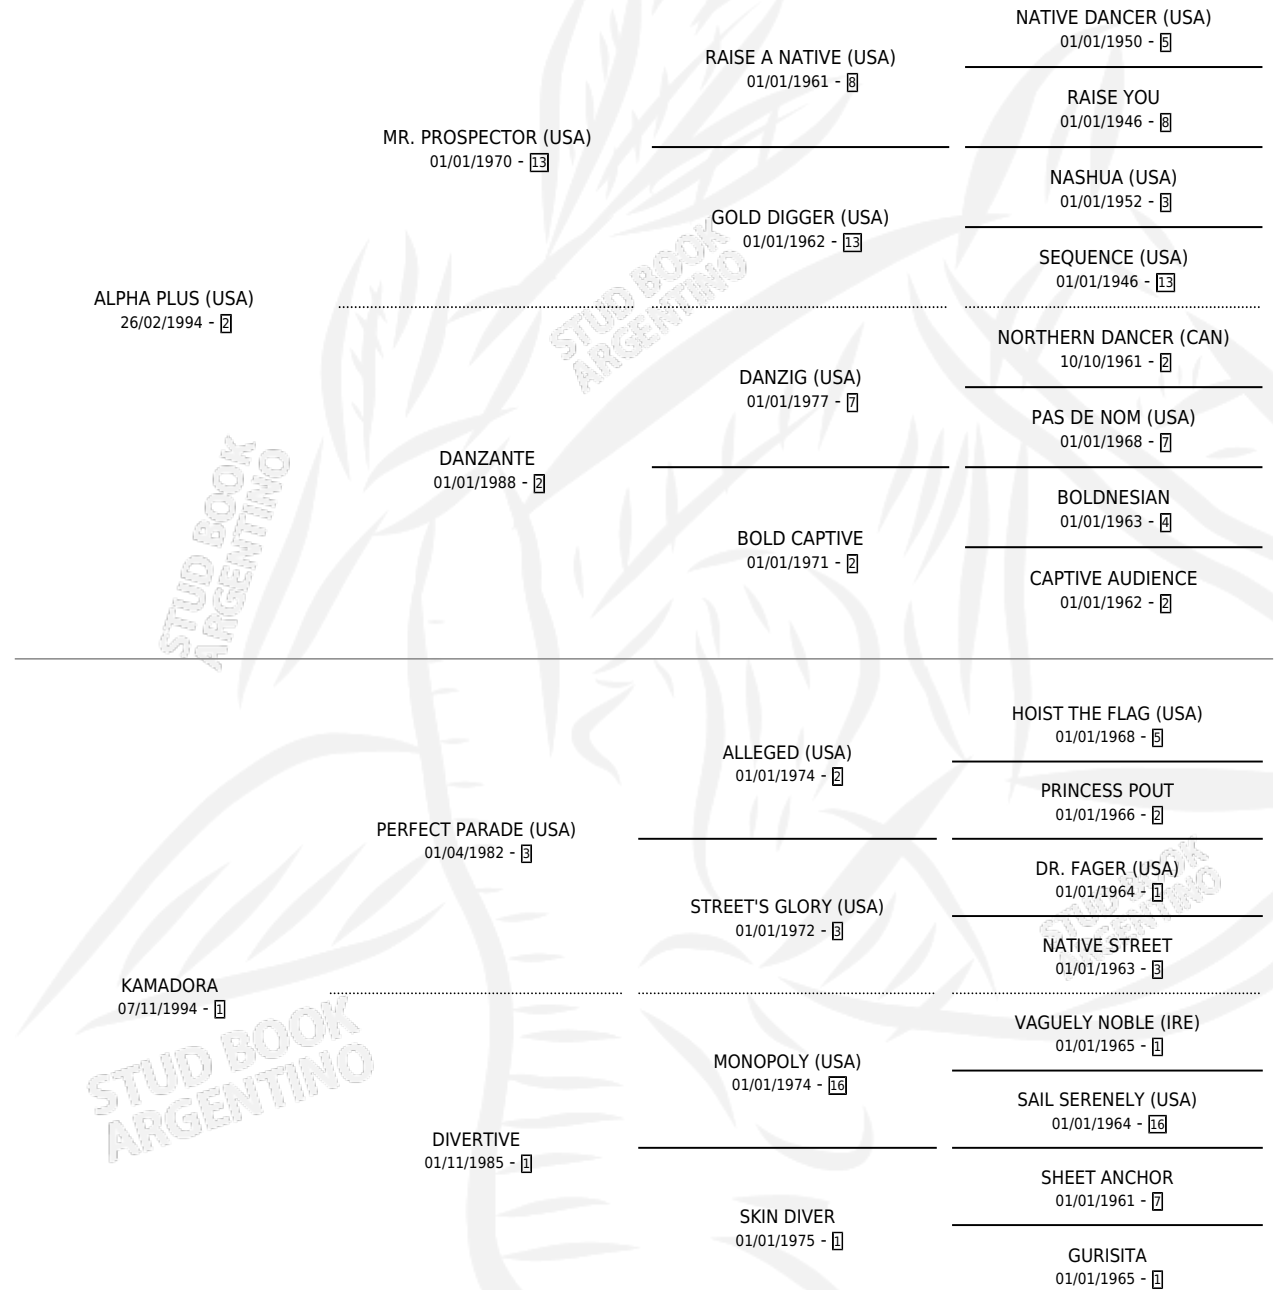 NATIVE DANCER (USA)
01/01/1950 - 5
RAISE A NATIVE (USA)
01/01/1961 - 8
RAISE YOU
01/01/1946 - 8
MR. PROSPECTOR (USA)
01/01/1970 - 13
NASHUA (USA)
01/01/1952 - 3
GOLD DIGGER (USA)
01/01/1962 - 13
SEQUENCE (USA)
01/01/1946 - 13
ALPHA PLUS (USA)
26/02/1994 - 2
STUD BOOK
ARGENTINO
NORTHERN DANCER (CAN)
10/10/1961 - 2
DANZIG (USA)
01/01/1977 - 7
PAS DE NOM (USA)
01/01/1968 - 7
DANZANTE
01/01/1988 - 2
BOLDNESIAN
01/01/1963 - 4
BOLD CAPTIVE
01/01/1971 - 2
CAPTIVE AUDIENCE
01/01/1962 - 2
STUD BOOK
ARGENTINO
HOIST THE FLAG (USA)
01/01/1968 - 5
ALLEGED (USA)
01/01/1974 - 2
PRINCESS POUT
01/01/1966 - 2
PERFECT PARADE (USA)
01/04/1982 - 3
DR. FAGER (USA)
01/01/1964 - 1
STREET'S GLORY (USA)
01/01/1972 - 3
NATIVE STREET
01/01/1963 - 3
STUD BOOK
ARGENTINO
KAMADORA
07/11/1994 - 1
VAGUELY NOBLE (IRE)
01/01/1965 - 1
MONOPOLY (USA)
01/01/1974 - 16
SAIL SERENELY (USA)
01/01/1964 - 16
STUD BOOK
ARGENTINO
DIVERTIVE
01/11/1985 - 1
SHEET ANCHOR
01/01/1961 - 7
SKIN DIVER
01/01/1975 - 1
GURISITA
01/01/1965 - 1